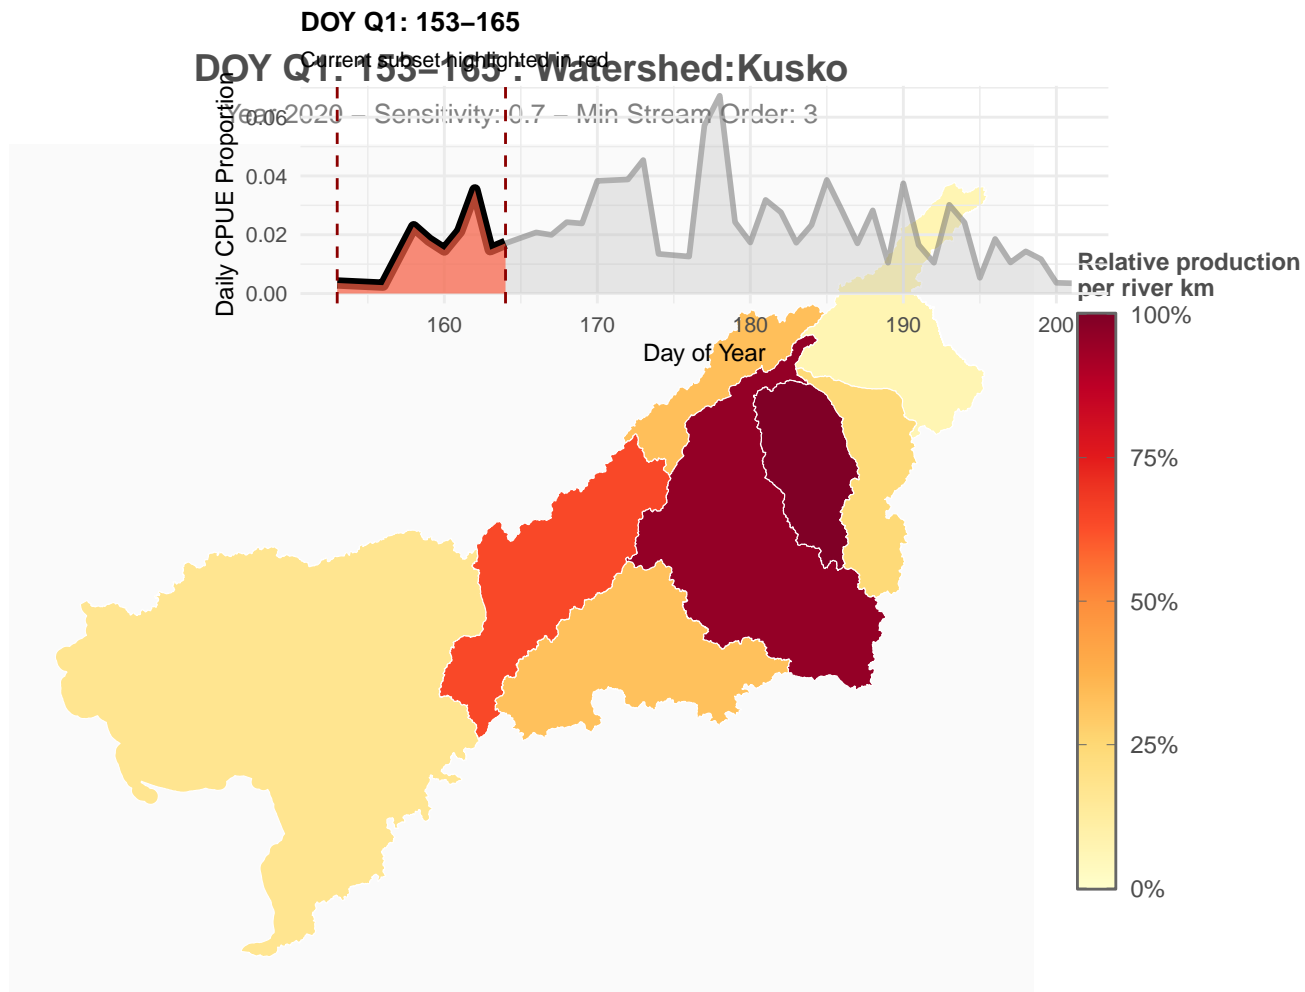 DOY Q1: 153–165
Current subset highlighted in red
DOY Q1: 153–165 : Watershed:Kusko
Year 2020 – Sensitivity: 0.7 – Min Stream Order: 3
Daily CPUE Proportion
0.06
0.04
0.02
0.00
160 170 180 190 200
Day of Year
Relative production
per river km
100%
75%
50%
25%
0%